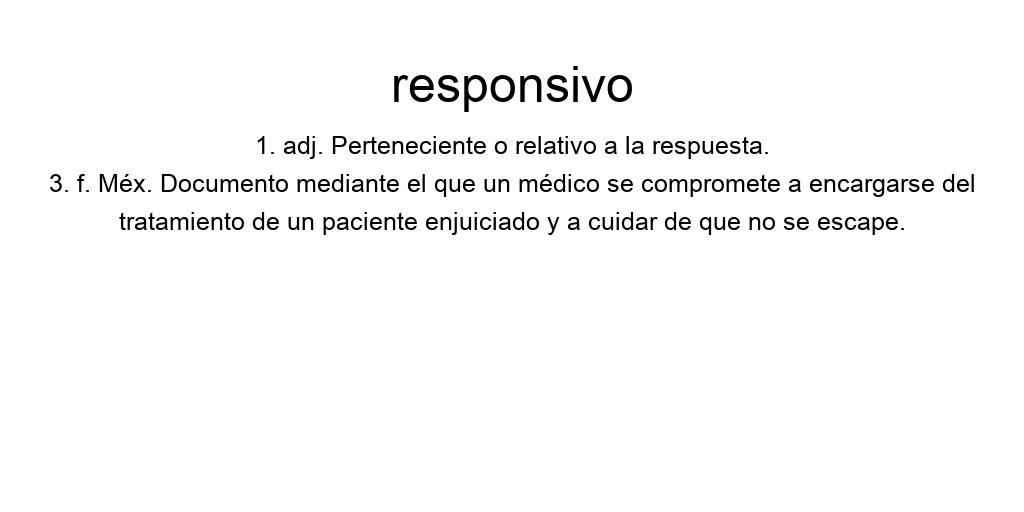 responsivo
1. adj. Perteneciente o relativo a la respuesta.
3. f. Méx. Documento mediante el que un médico se compromete a encargarse del
tratamiento de un paciente enjuiciado y a cuidar de que no se escape.